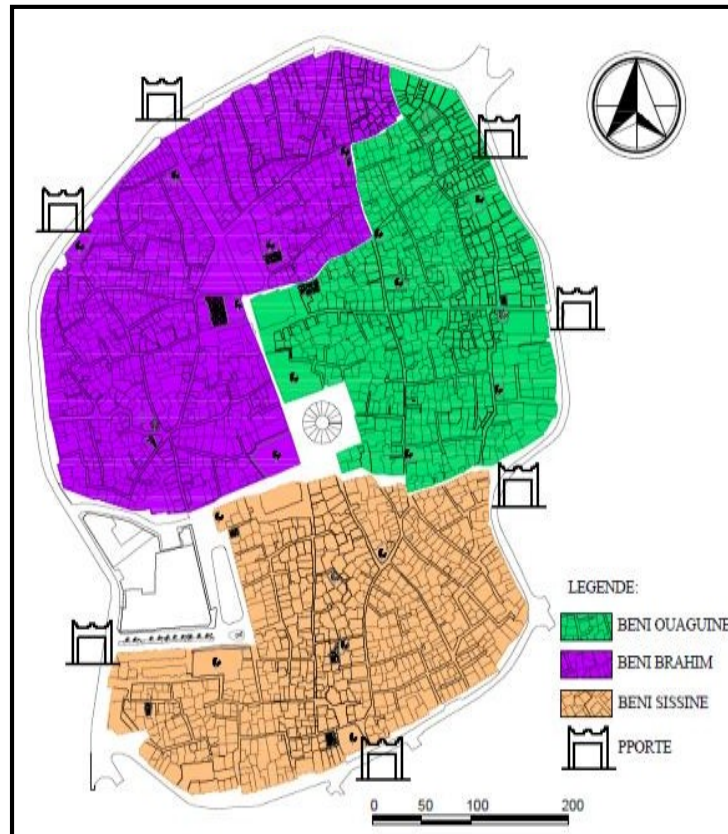 LEGENDE:
BENI OUAGUINE
BENI BRAHIM
BENI SISSINE
PPORTE
0 50 100 200